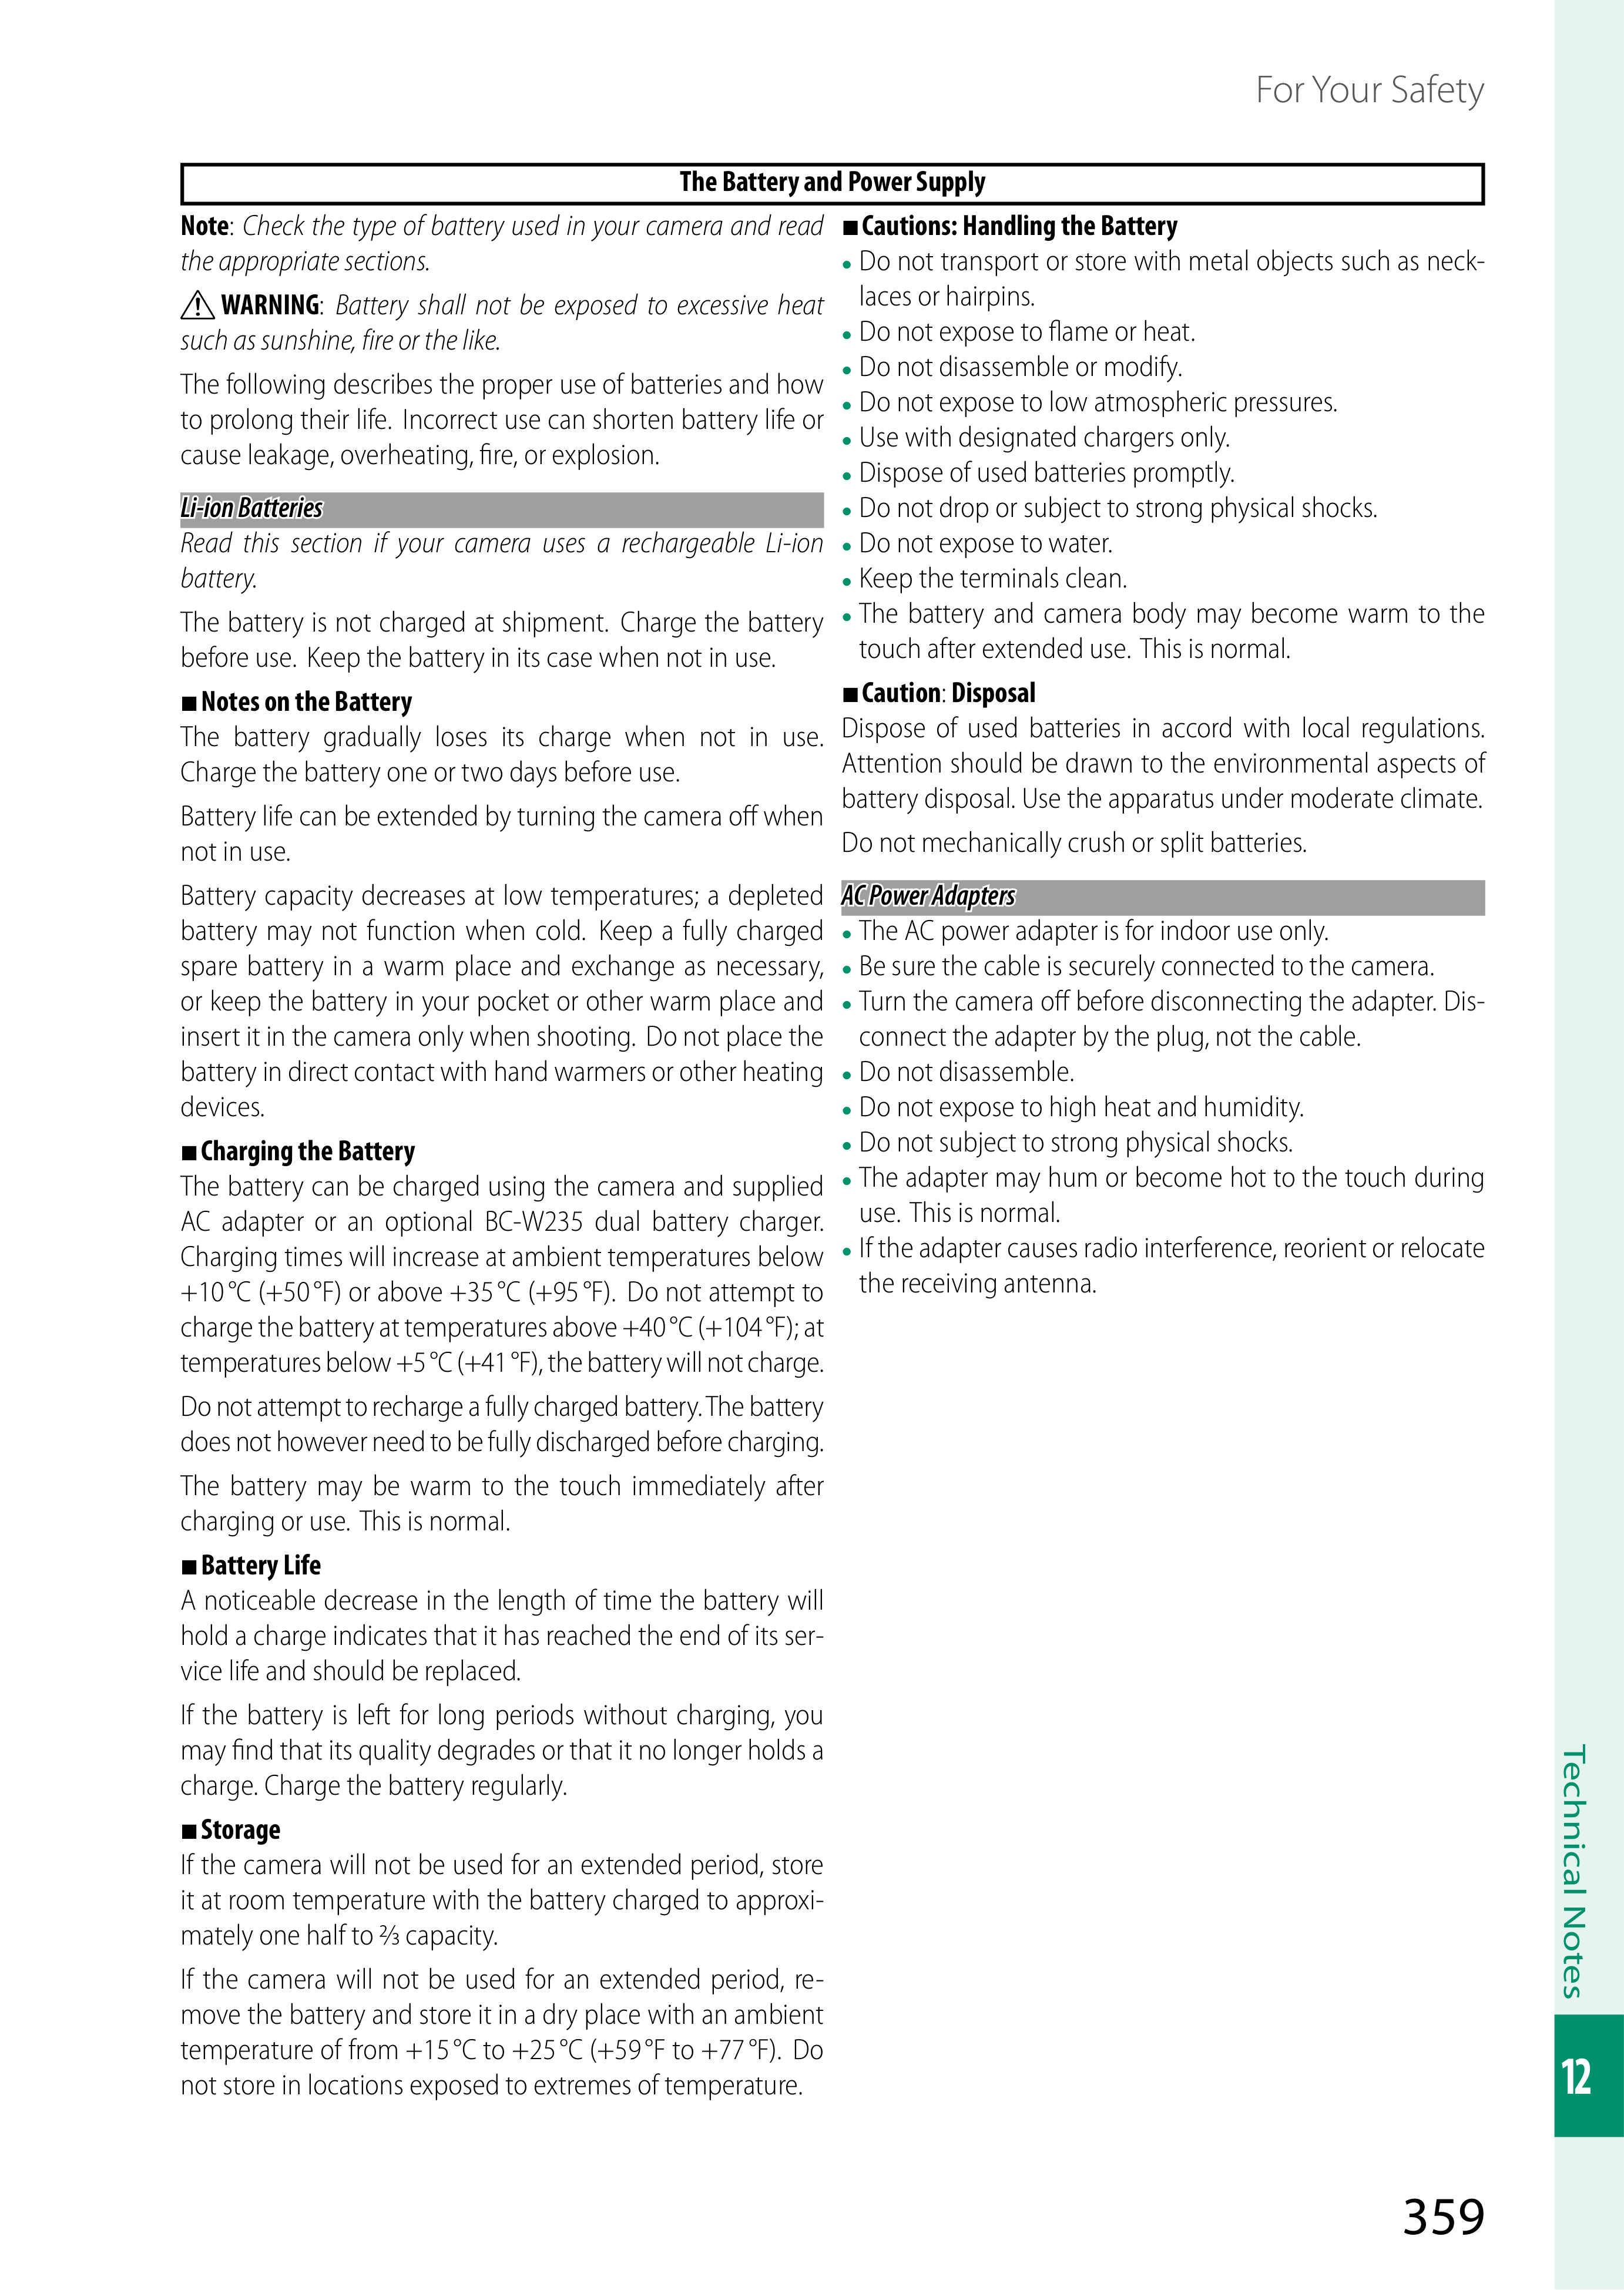 For Your Safety
The Battery and Power Supply
Note: Check the type of battery used in your camera and read
the appropriate sections.
WARNING: Battery shall not be exposed to excessive heat
such as sunshine, fire or the like.
The following describes the proper use of batteries and how
to prolong their life. Incorrect use can shorten battery life or
cause leakage, overheating, fire, or explosion.
Li-ion Batteries
Read this section if your camera uses a rechargeable Li-ion
battery.
The battery is not charged at shipment. Charge the battery
before use. Keep the battery in its case when not in use.
■ Notes on the Battery
The battery gradually loses its charge when not in use.
Charge the battery one or two days before use.
Battery life can be extended by turning the camera off when
not in use.
Battery capacity decreases at low temperatures; a depleted
battery may not function when cold. Keep a fully charged
spare battery in a warm place and exchange as necessary,
or keep the battery in your pocket or other warm place and
insert it in the camera only when shooting. Do not place the
battery in direct contact with hand warmers or other heating
devices.
■ Charging the Battery
The battery can be charged using the camera and supplied
AC adapter or an optional BC-W235 dual battery charger.
Charging times will increase at ambient temperatures below
+10 °C (+50 °F) or above +35 °C (+95 °F). Do not attempt to
charge the battery at temperatures above +40 °C (+104 °F); at
temperatures below +5 °C (+41 °F), the battery will not charge.
Do not attempt to recharge a fully charged battery. The battery
does not however need to be fully discharged before charging.
The battery may be warm to the touch immediately after
charging or use. This is normal.
■ Battery Life
A noticeable decrease in the length of time the battery will
hold a charge indicates that it has reached the end of its ser-
vice life and should be replaced.
If the battery is left for long periods without charging, you
may find that its quality degrades or that it no longer holds a
charge. Charge the battery regularly.
■ Storage
If the camera will not be used for an extended period, store
it at room temperature with the battery charged to approxi-
mately one half to ⅔ capacity.
If the camera will not be used for an extended period, re-
move the battery and store it in a dry place with an ambient
temperature of from +15 °C to +25 °C (+59 °F to +77 °F). Do
not store in locations exposed to extremes of temperature.
■ Cautions: Handling the Battery
• Do not transport or store with metal objects such as neck-
laces or hairpins.
• Do not expose to flame or heat.
• Do not disassemble or modify.
• Do not expose to low atmospheric pressures.
• Use with designated chargers only.
• Dispose of used batteries promptly.
• Do not drop or subject to strong physical shocks.
• Do not expose to water.
• Keep the terminals clean.
• The battery and camera body may become warm to the
touch after extended use. This is normal.
■ Caution: Disposal
Dispose of used batteries in accord with local regulations.
Attention should be drawn to the environmental aspects of
battery disposal. Use the apparatus under moderate climate.
Do not mechanically crush or split batteries.
AC Power Adapters
• The AC power adapter is for indoor use only.
• Be sure the cable is securely connected to the camera.
• Turn the camera off before disconnecting the adapter. Dis-
connect the adapter by the plug, not the cable.
• Do not disassemble.
• Do not expose to high heat and humidity.
• Do not subject to strong physical shocks.
• The adapter may hum or become hot to the touch during
use. This is normal.
• If the adapter causes radio interference, reorient or relocate
the receiving antenna.
Technical Notes
12
359